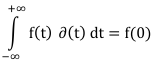 ∫_{-∞}^{+∞} f(t) ∂(t) dt = f(0)